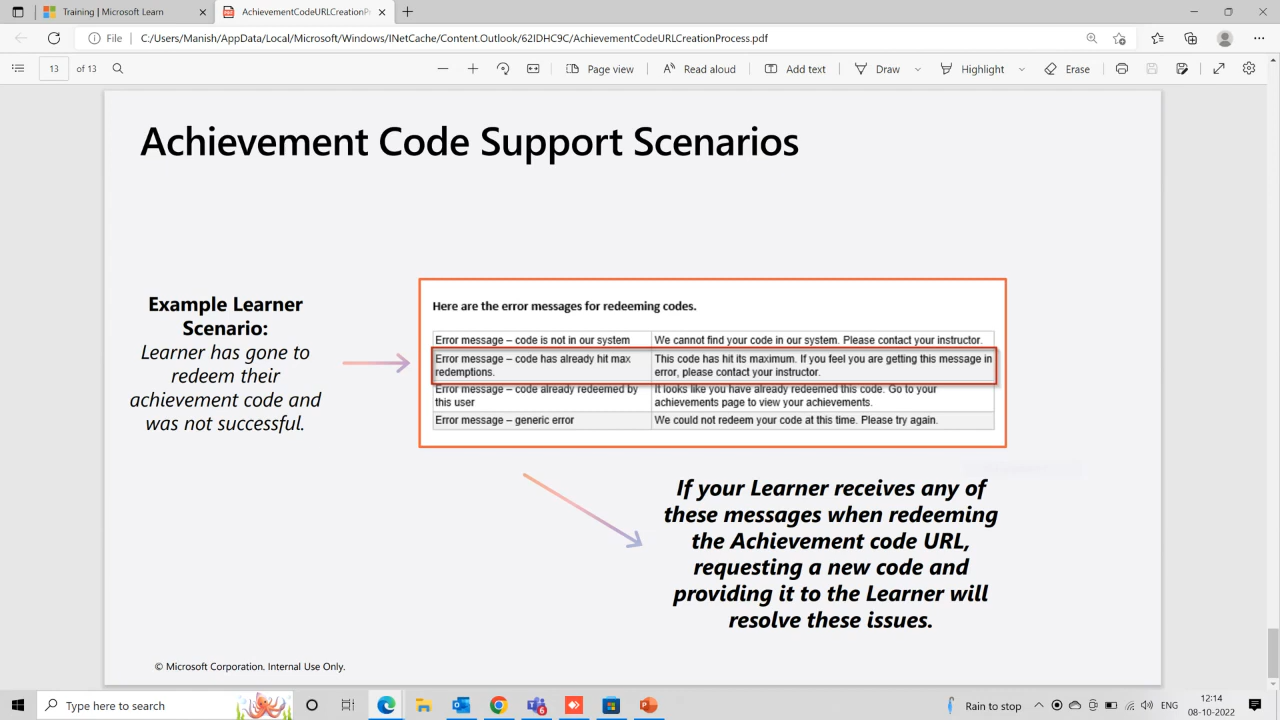 Training | Microsoft Learn
AchievementCodeURLCreationPr
File
C:/Users/Manish/AppData/Local/Microsoft/Windows/INetCache/Content.Outlook/62IDHC9C/AchievementCodeURLCreationProcess.pdf
13 of 13
Page view
Read aloud
Add text
Draw
Highlight
Erase
Achievement Code Support Scenarios
Example Learner
Scenario:
Learner has gone to
redeem their
achievement code and
was not successful.
Here are the error messages for redeeming codes.
Error message – code is not in our system
We cannot find your code in our system. Please contact your instructor.
Error message – code has already hit max
redemptions.
This code has hit its maximum. If you feel you are getting this message in
error, please contact your instructor.
Error message – code already redeemed by
this user
It looks like you have already redeemed this code. Go to your
achievements page to view your achievements.
Error message – generic error
We could not redeem your code at this time. Please try again.
If your Learner receives any of
these messages when redeeming
the Achievement code URL,
requesting a new code and
providing it to the Learner will
resolve these issues.
© Microsoft Corporation. Internal Use Only.
Type here to search
6
Rain to stop
ENG
12:14
08-10-2022